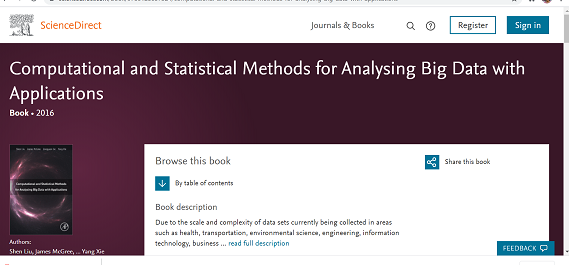 ScienceDirect
Journals & Books
Register
Sign in
Computational and Statistical Methods for Analysing Big Data with
Applications
Book • 2016
Computational and Statistical Methods
for Analysing Big Data with Applications
Authors:
Shen Liu, James McGree, ... Yang Xie
Browse this book
Share this book
By table of contents
Book description
Due to the scale and complexity of data sets currently being collected in areas
such as health, transportation, environmental science, engineering, information
technology, business ... read full description
FEEDBACK